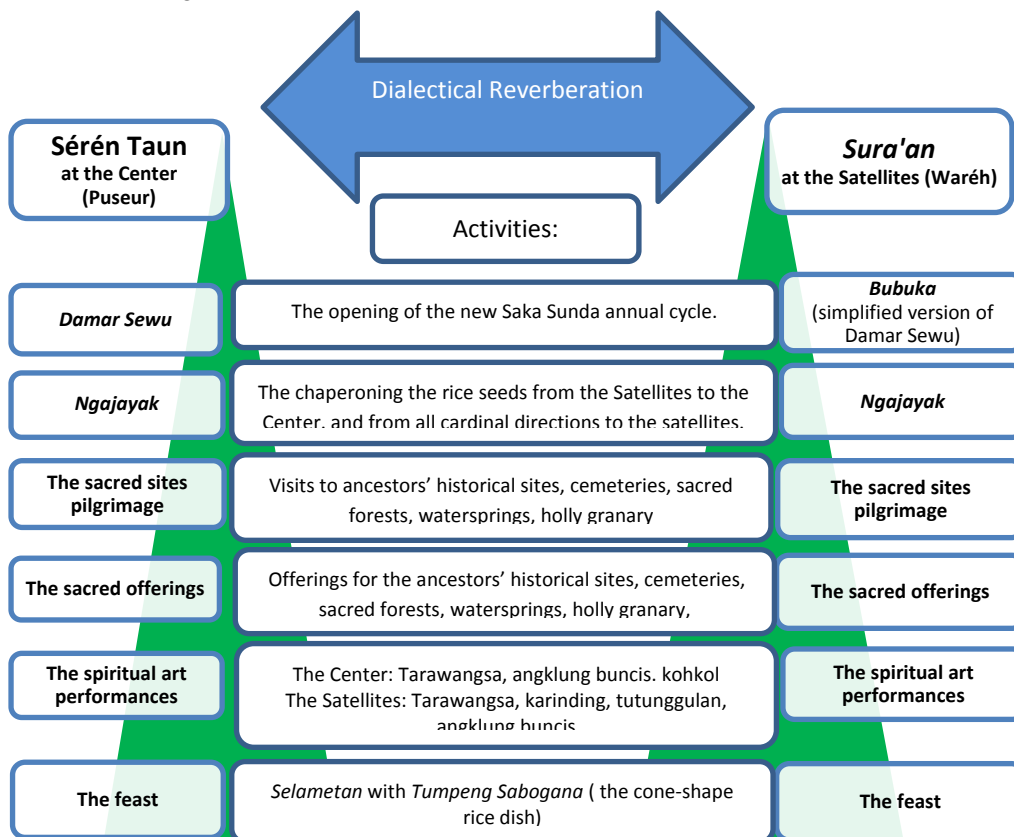 Dialectical Reverberation
Sérén Taun
at the Center
(Puseur)
Sura'an
at the Satellites (Waréh)
Activities:
Damar Sewu
The opening of the new Saka Sunda annual cycle.
Bubuka
(simplified version of
Damar Sewu)
Ngajayak
The chaperoning the rice seeds from the Satellites to the
Center, and from all cardinal directions to the satellites.
Ngajayak
The sacred sites
pilgrimage
Visits to ancestors’ historical sites, cemeteries, sacred
forests, watersprings, holly granary
The sacred sites
pilgrimage
The sacred offerings
Offerings for the ancestors’ historical sites, cemeteries,
sacred forests, watersprings, holly granary,
The sacred offerings
The spiritual art
performances
The Center: Tarawangsa, angklung buncis. kohkol
The Satellites: Tarawangsa, karinding, tutunggulan,
angklung buncis
The spiritual art
performances
The feast
Selametan with Tumpeng Sabogana ( the cone-shape
rice dish)
The feast